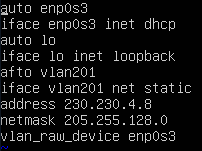 auto enp0s3
iface enp0s3 inet dhcp
auto lo
iface lo inet loopback
afto vlan201
iface vlan201 net static
address 230.230.4.8
netmask 205.255.128.0
vlan_raw_device enp0s3